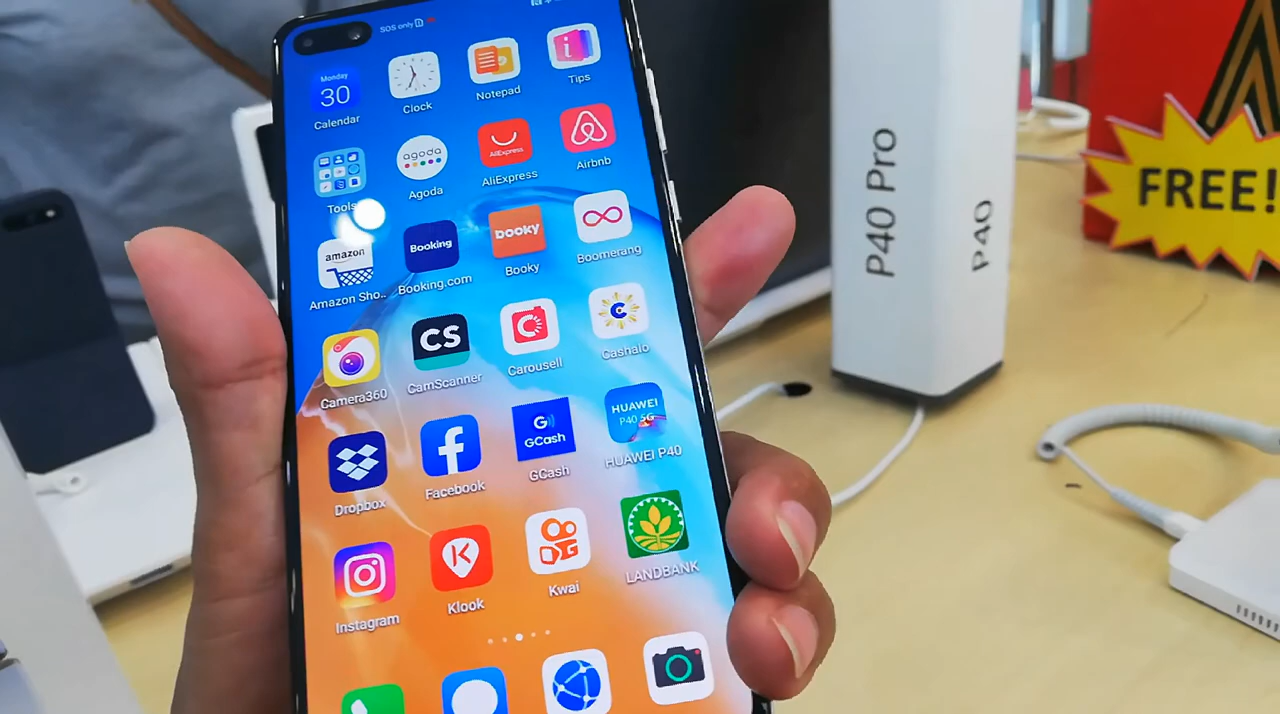 SOS only
Monday
30
Calendar
Clock
Notepad
i
Tips
Tools
agoda
Agoda
AliExpress
AliExpress
Airbnb
amazon
Amazon Sho..
Booking
Booking.com
booky
Booky
Boomerang
Camera360
CS
CamScanner
C
Carousell
C
Cashalo
Dropbox
f
Facebook
G
GCash
GCash
HUAWEI
P40 5G
HUAWEI P40
Instagram
K
Klook
Kwai
LANDBANK
P40 Pro
P40
FREE!